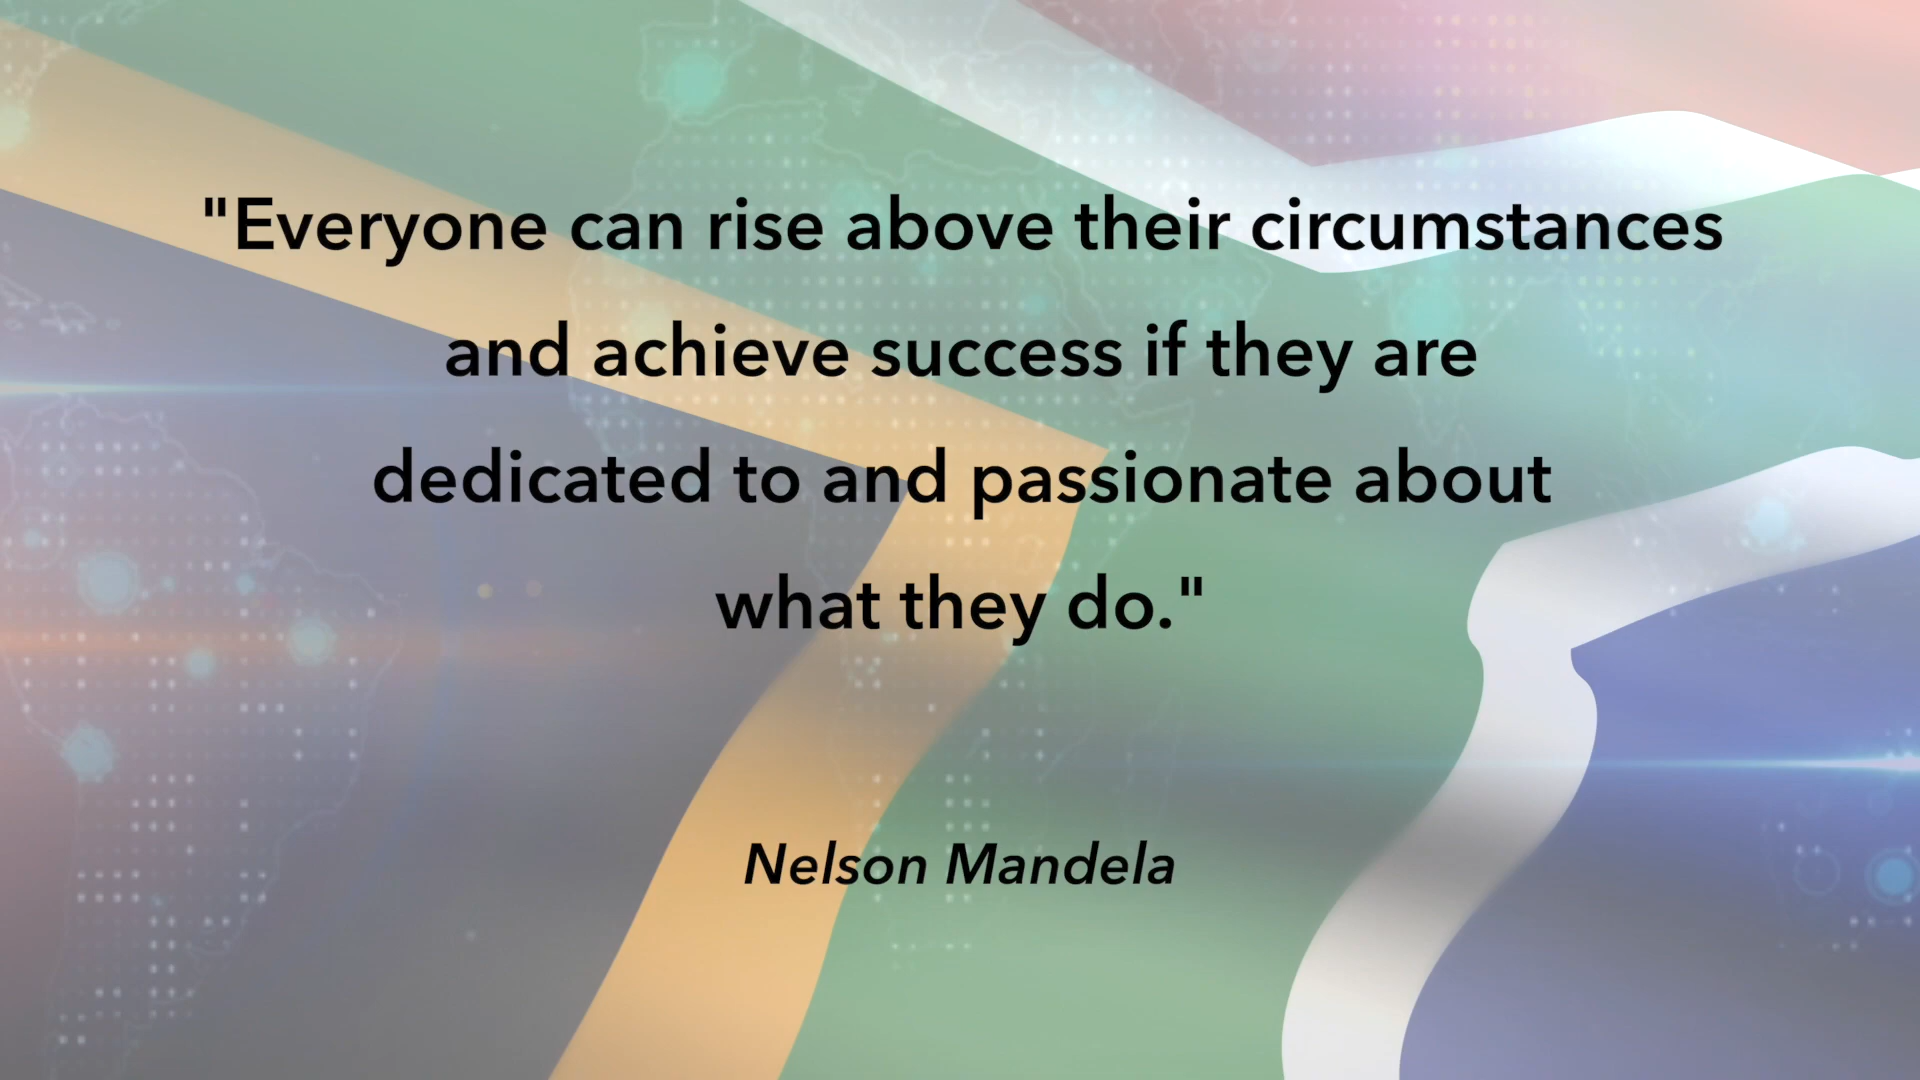 "Everyone can rise above their circumstances
and achieve success if they are
dedicated to and passionate about
what they do."
Nelson Mandela